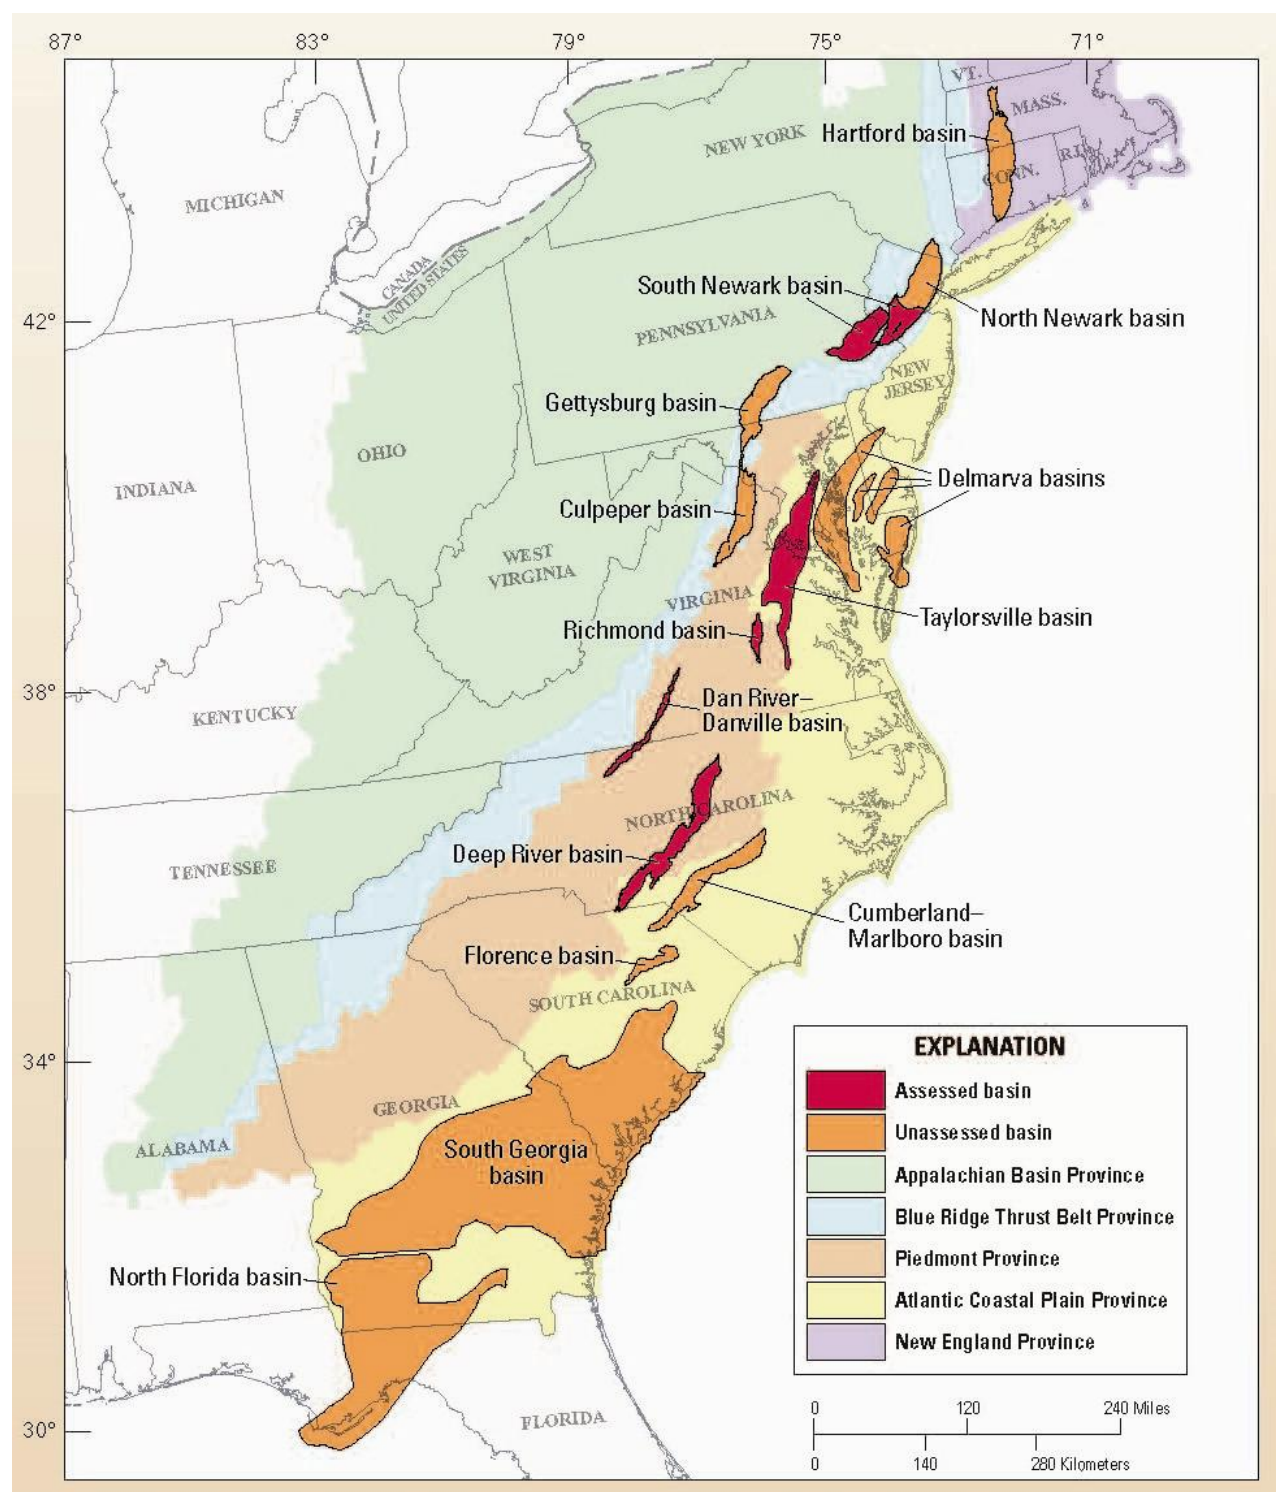 87°
83°
79°
75°
71°
VT.
MASS.
Hartford basin
NEW YORK
R.I.
CONN.
MICHIGAN
CANADA
UNITED STATES
South Newark basin
42°
PENNSYLVANIA
North Newark basin
NEW
JERSEY
Gettysburg basin
OHIO
INDIANA
Delmarva basins
Culpeper basin
WEST
VIRGINIA
VIRGINIA
Taylorsville basin
Richmond basin
38°
KENTUCKY
Dan River–
Danville basin
NORTH CAROLINA
Deep River basin
TENNESSEE
Cumberland–
Marlboro basin
Florence basin
SOUTH CAROLINA
34°
GEORGIA
ALABAMA
South Georgia
basin
North Florida basin
30°
FLORIDA
EXPLANATION
Assessed basin
Unassessed basin
Appalachian Basin Province
Blue Ridge Thrust Belt Province
Piedmont Province
Atlantic Coastal Plain Province
New England Province
0 120 240 Miles
0 140 280 Kilometers